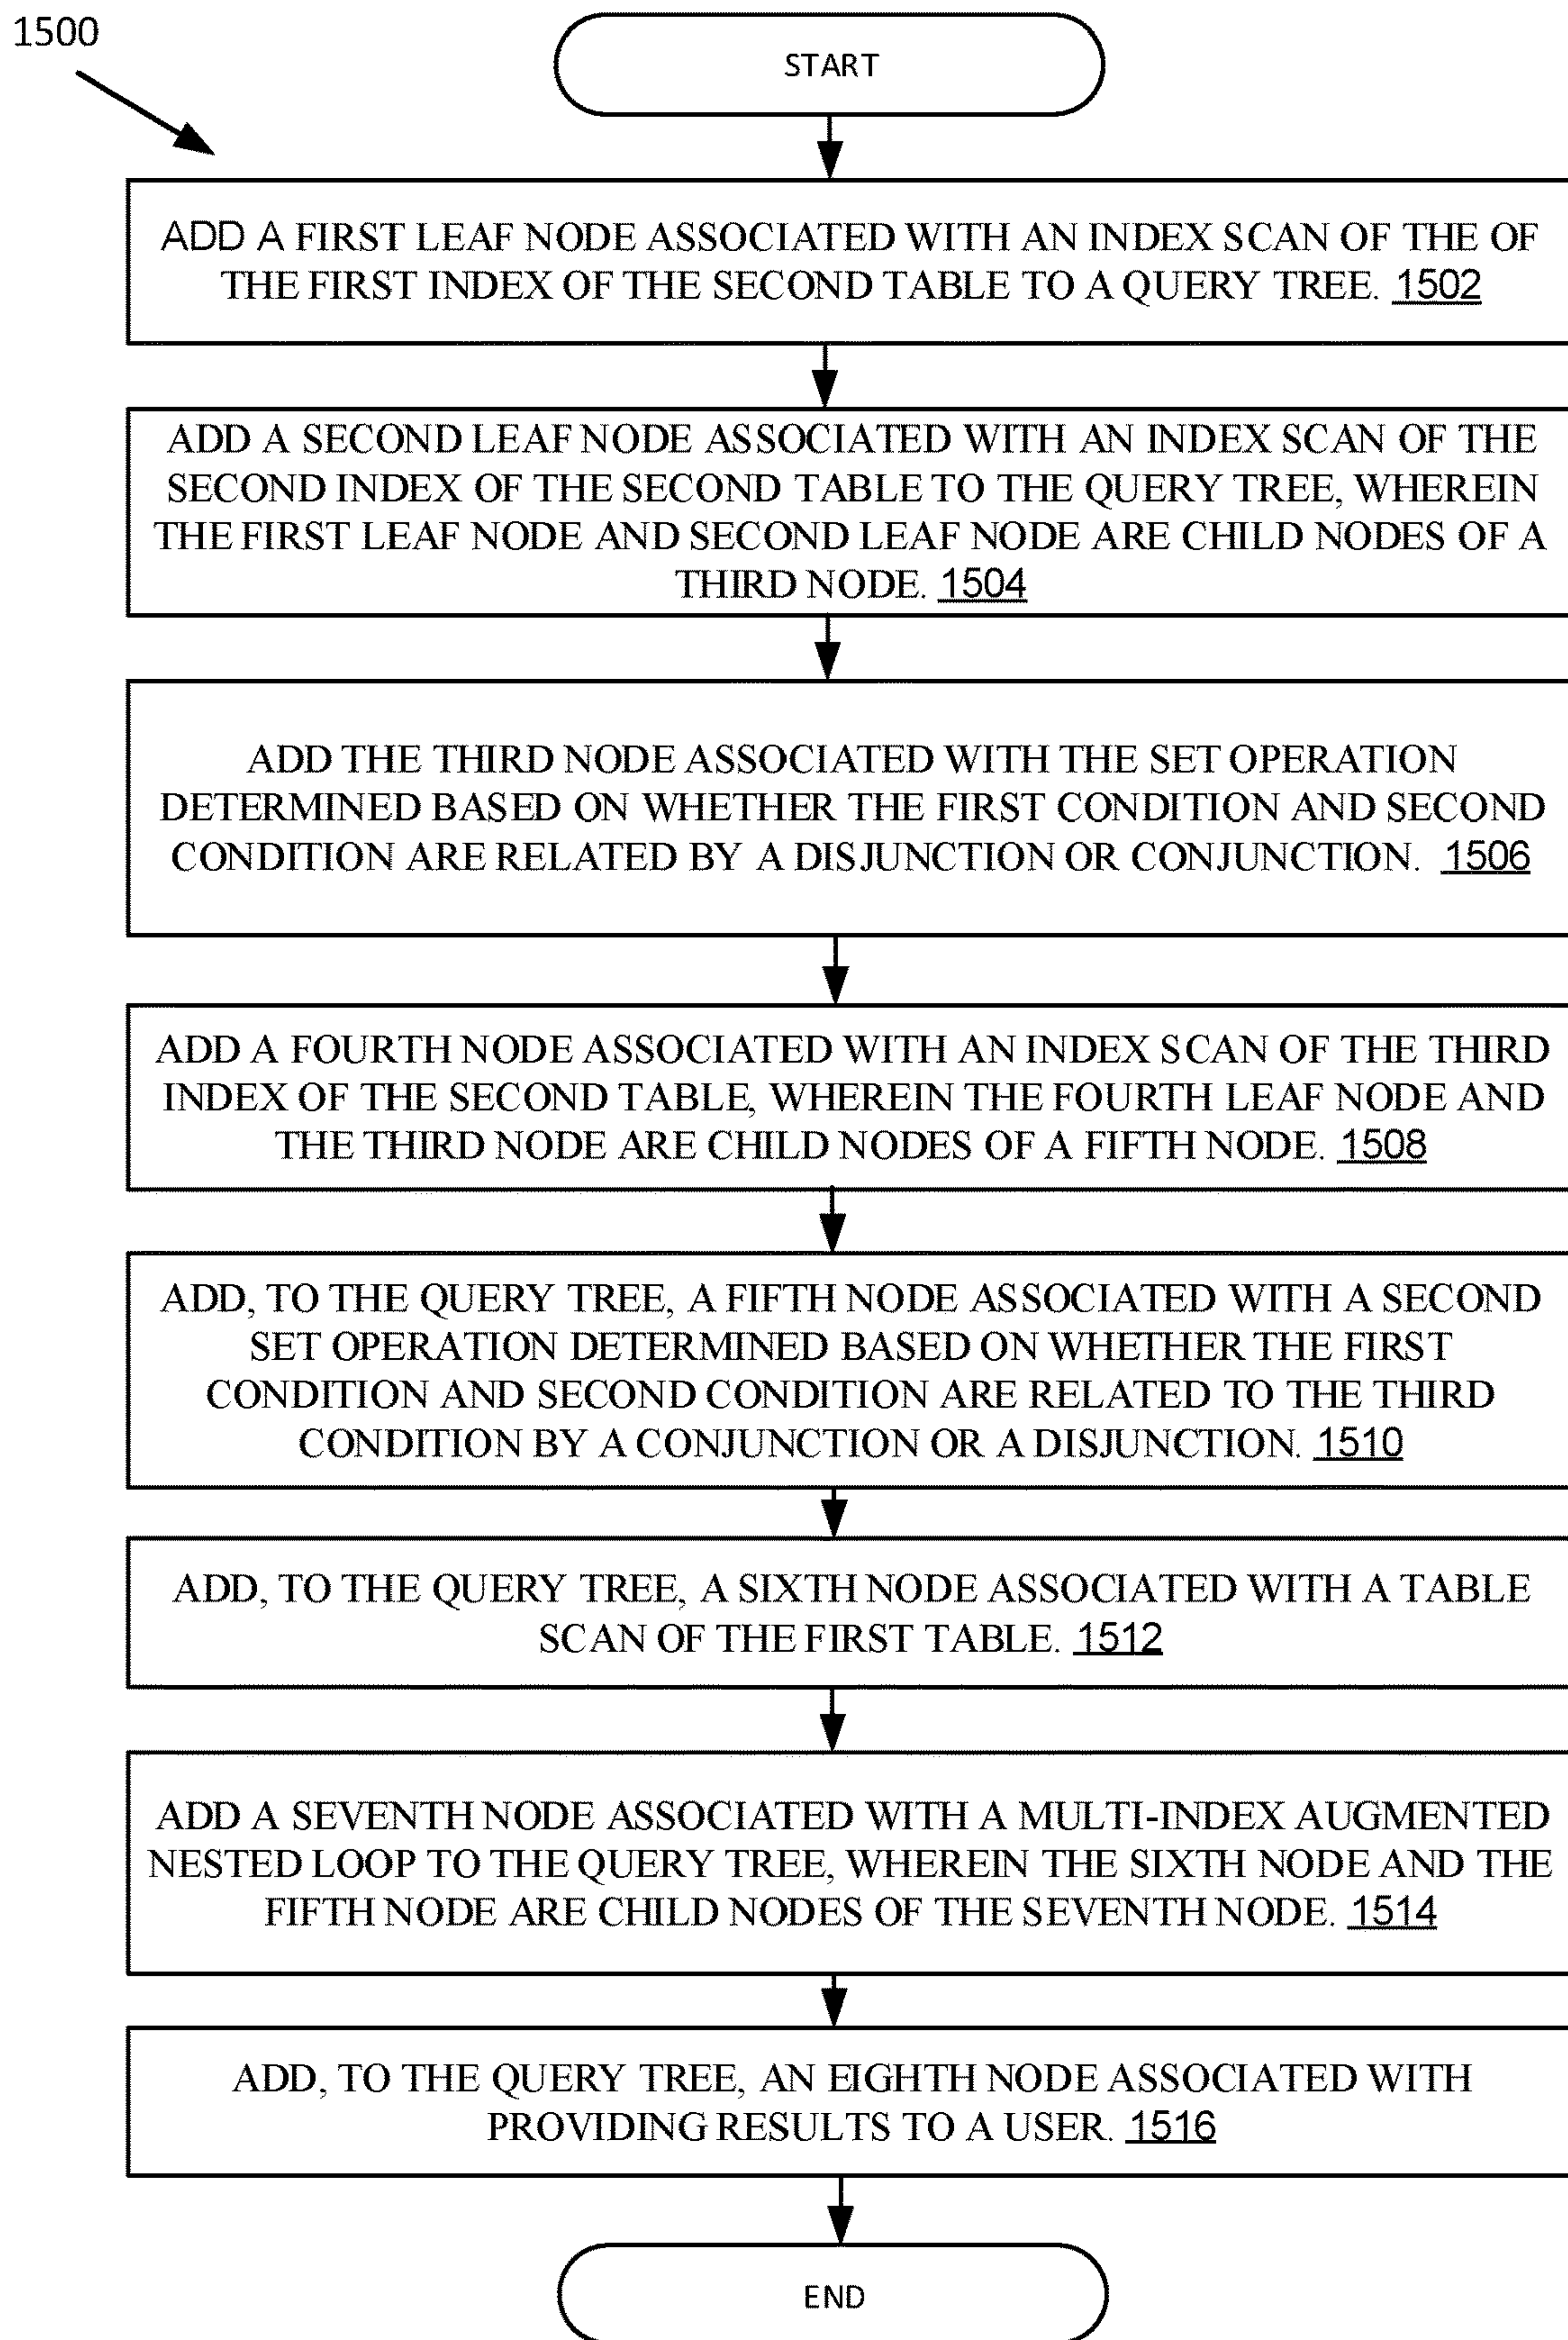 1500
START
ADD A FIRST LEAF NODE ASSOCIATED WITH AN INDEX SCAN OF THE OF
THE FIRST INDEX OF THE SECOND TABLE TO A QUERY TREE. 1502
ADD A SECOND LEAF NODE ASSOCIATED WITH AN INDEX SCAN OF THE
SECOND INDEX OF THE SECOND TABLE TO THE QUERY TREE, WHEREIN
THE FIRST LEAF NODE AND SECOND LEAF NODE ARE CHILD NODES OF A
THIRD NODE. 1504
ADD THE THIRD NODE ASSOCIATED WITH THE SET OPERATION
DETERMINED BASED ON WHETHER THE FIRST CONDITION AND SECOND
CONDITION ARE RELATED BY A DISJUNCTION OR CONJUNCTION. 1506
ADD A FOURTH NODE ASSOCIATED WITH AN INDEX SCAN OF THE THIRD
INDEX OF THE SECOND TABLE, WHEREIN THE FOURTH LEAF NODE AND
THE THIRD NODE ARE CHILD NODES OF A FIFTH NODE. 1508
ADD, TO THE QUERY TREE, A FIFTH NODE ASSOCIATED WITH A SECOND
SET OPERATION DETERMINED BASED ON WHETHER THE FIRST
CONDITION AND SECOND CONDITION ARE RELATED TO THE THIRD
CONDITION BY A CONJUNCTION OR A DISJUNCTION. 1510
ADD, TO THE QUERY TREE, A SIXTH NODE ASSOCIATED WITH A TABLE
SCAN OF THE FIRST TABLE. 1512
ADD A SEVENTH NODE ASSOCIATED WITH A MULTI-INDEX AUGMENTED
NESTED LOOP TO THE QUERY TREE, WHEREIN THE SIXTH NODE AND THE
FIFTH NODE ARE CHILD NODES OF THE SEVENTH NODE. 1514
ADD, TO THE QUERY TREE, AN EIGHTH NODE ASSOCIATED WITH
PROVIDING RESULTS TO A USER. 1516
END